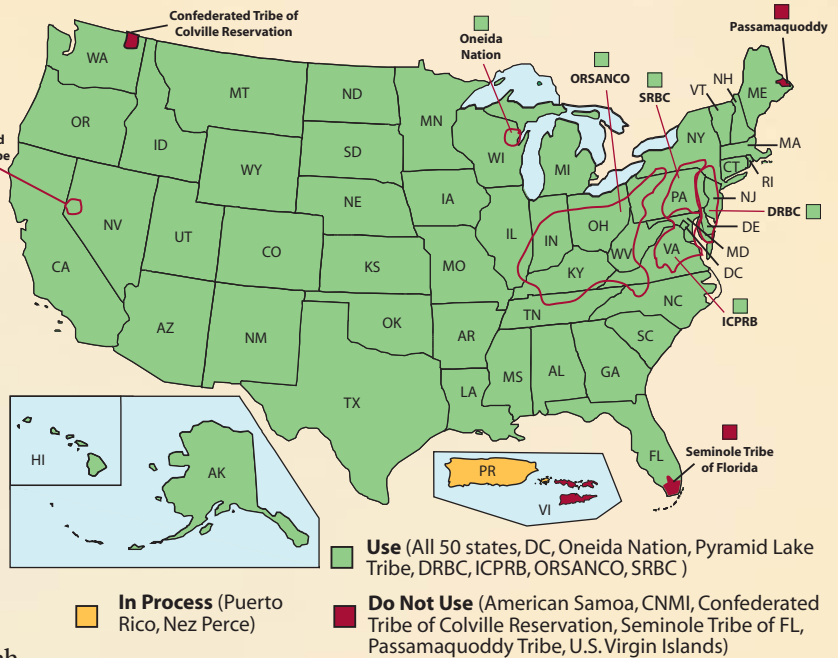 Confederated Tribe of
Colville Reservation
Oneida
Nation
ORSANCO
SRBC
Passamaquoddy
WA
MT
ND
MN
OR
ID
SD
WI
MI
NY
VT
NH
ME
MA
CT
RI
WY
NE
IA
PA
NJ
DRBC
NV
UT
CO
KS
MO
IL
IN
OH
WV
VA
DE
MD
DC
CA
KY
ICPRB
AZ
NM
OK
AR
TN
NC
SC
TX
LA
MS
AL
GA
FL
Seminole Tribe
of Florida
HI
AK
PR
VI
Use (All 50 states, DC, Oneida Nation, Pyramid Lake
Tribe, DRBC, ICPRB, ORSANCO, SRBC )
In Process (Puerto
Rico, Nez Perce)
Do Not Use (American Samoa, CNMI, Confederated
Tribe of Colville Reservation, Seminole Tribe of FL,
Passamaquoddy Tribe, U.S. Virgin Islands)